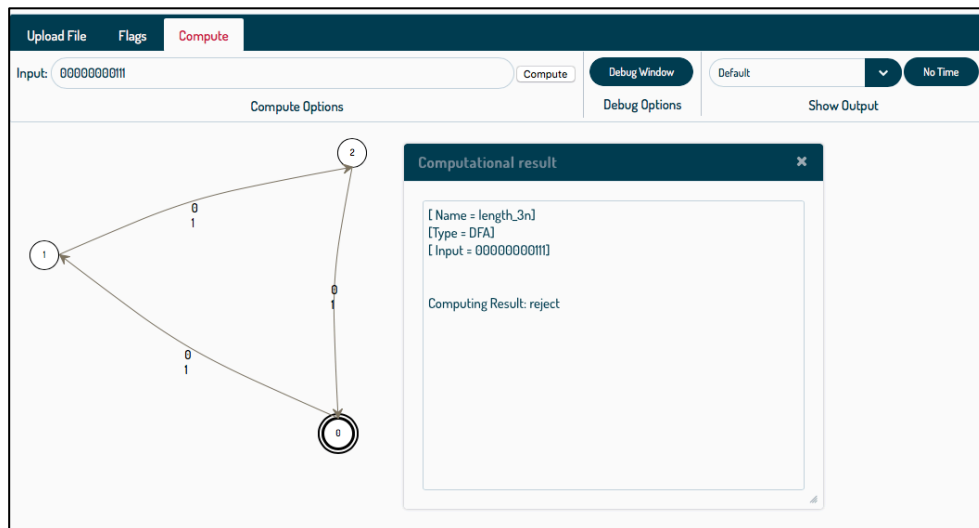 Upload File Flags Compute
Input: 00000000111 Compute Debug Window Default No Time
Compute Options Debug Options Show Output
2
Computational result
0
1
[ Name = length_3n]
[Type = DFA]
[ Input = 00000000111]
1
0
1
Computing Result: reject
0
1
0